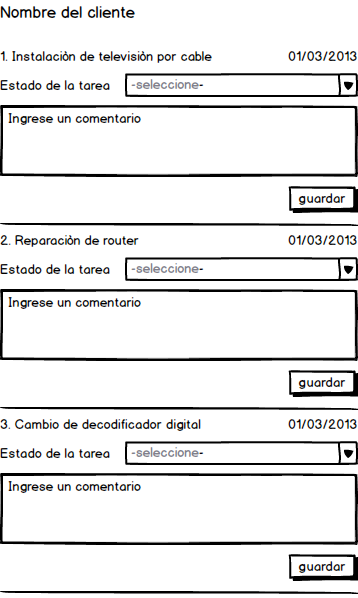 Nombre del cliente
1. Instalaciòn de televisiòn por cable 01/03/2013
Estado de la tarea -seleccione-
Ingrese un comentario
guardar
2. Reparaciòn de router 01/03/2013
Estado de la tarea -seleccione-
Ingrese un comentario
guardar
3. Cambio de decodificador digital 01/03/2013
Estado de la tarea -seleccione-
Ingrese un comentario
guardar